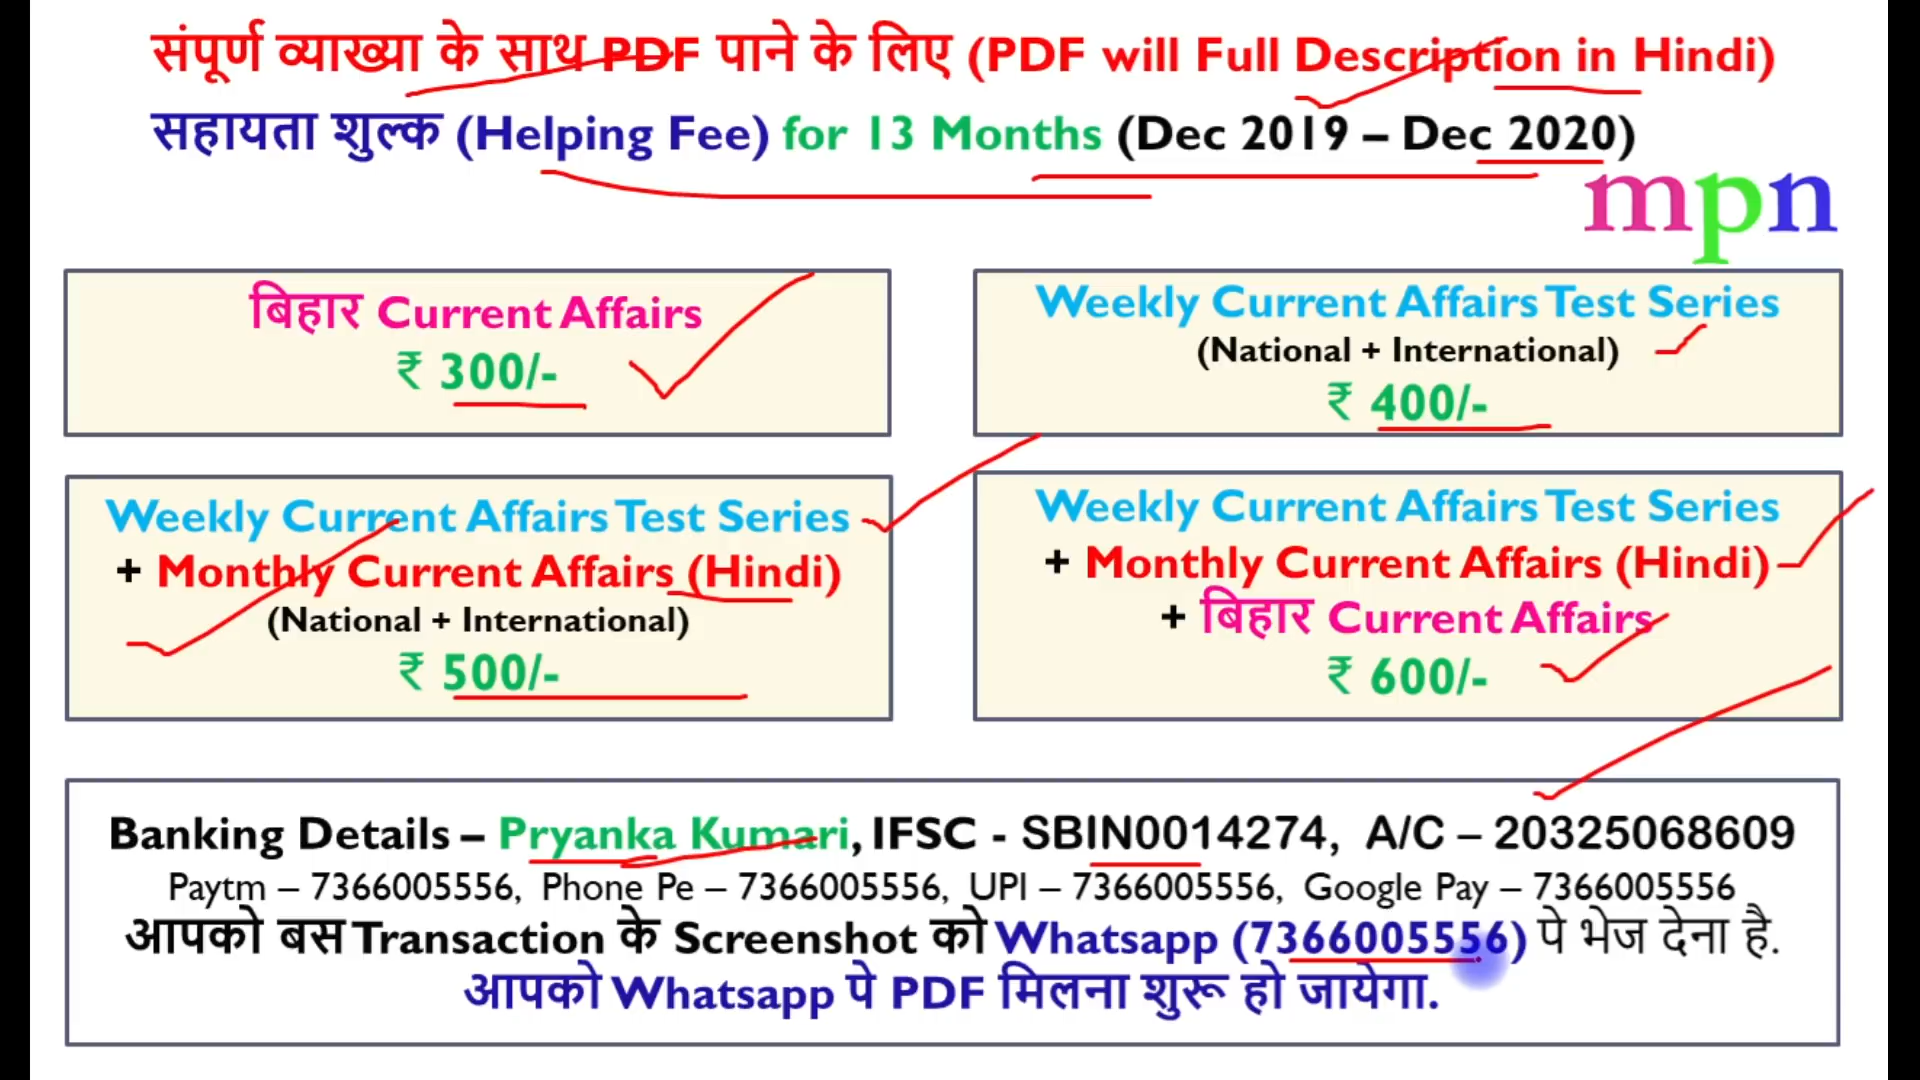 संपूर्ण व्याख्या के साथ PDF पाने के लिए (PDF will Full Description in Hindi)
सहायता शुल्क (Helping Fee) for 13 Months (Dec 2019 – Dec 2020)
mpn
बिहार Current Affairs
₹ 300/-
Weekly Current Affairs Test Series
(National + International)
₹ 400/-
Weekly Current Affairs Test Series
+ Monthly Current Affairs (Hindi)
(National + International)
₹ 500/-
Weekly Current Affairs Test Series
+ Monthly Current Affairs (Hindi)
+ बिहार Current Affairs
₹ 600/-
Banking Details – Pryanka Kumari, IFSC - SBIN0014274, A/C – 20325068609
Paytm – 7366005556, Phone Pe – 7366005556, UPI – 7366005556, Google Pay – 7366005556
आपको बस Transaction के Screenshot को Whatsapp (7366005556) पे भेज देना है.
आपको Whatsapp पे PDF मिलना शुरू हो जायेगा.